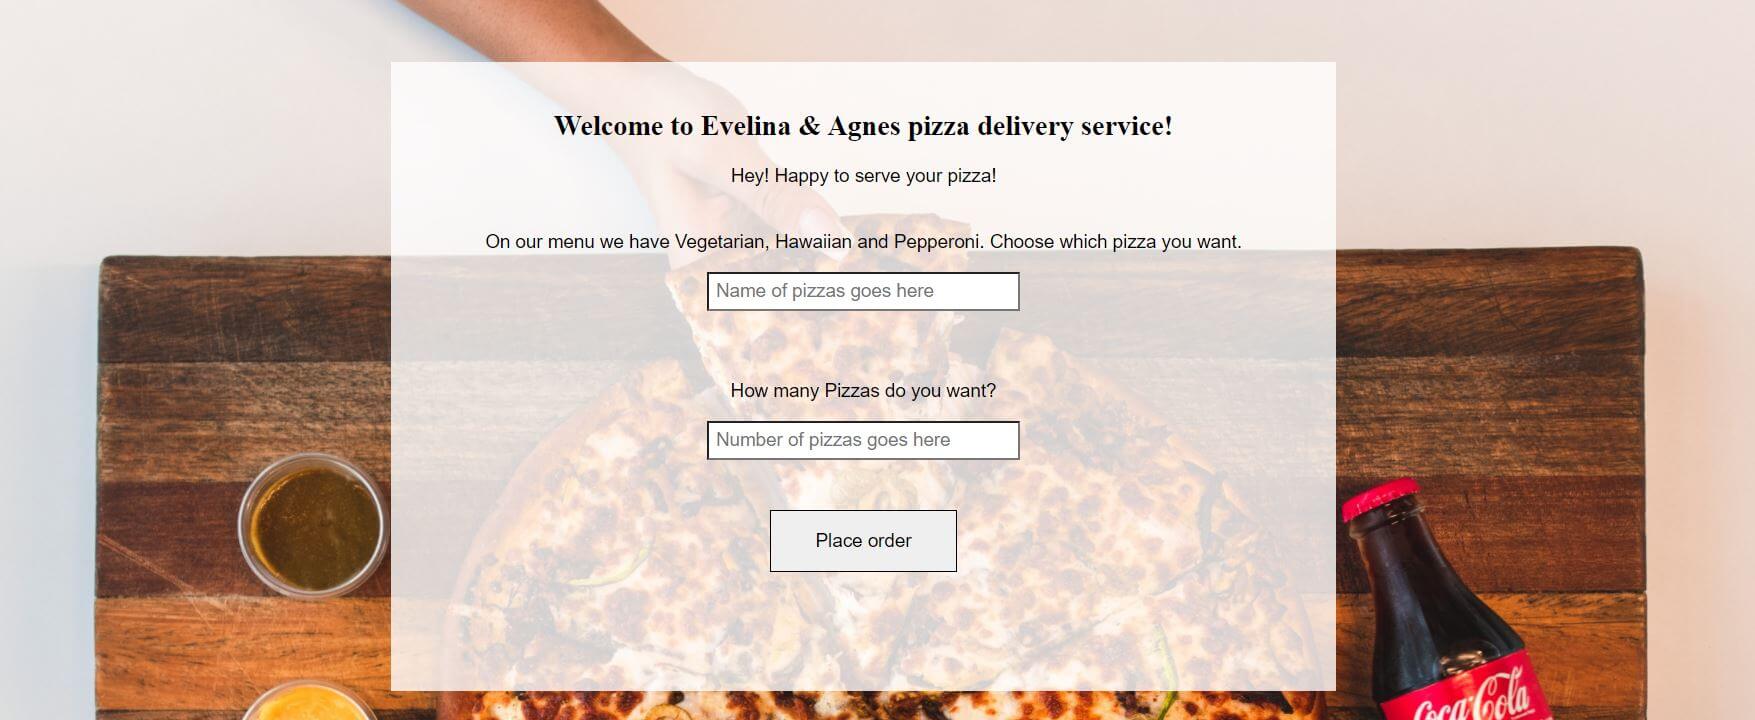 Welcome to Evelina & Agnes pizza delivery service!
Hey! Happy to serve your pizza!
On our menu we have Vegetarian, Hawaiian and Pepperoni. Choose which pizza you want.
Name of pizzas goes here
How many Pizzas do you want?
Number of pizzas goes here
Place order
Coca-Cola